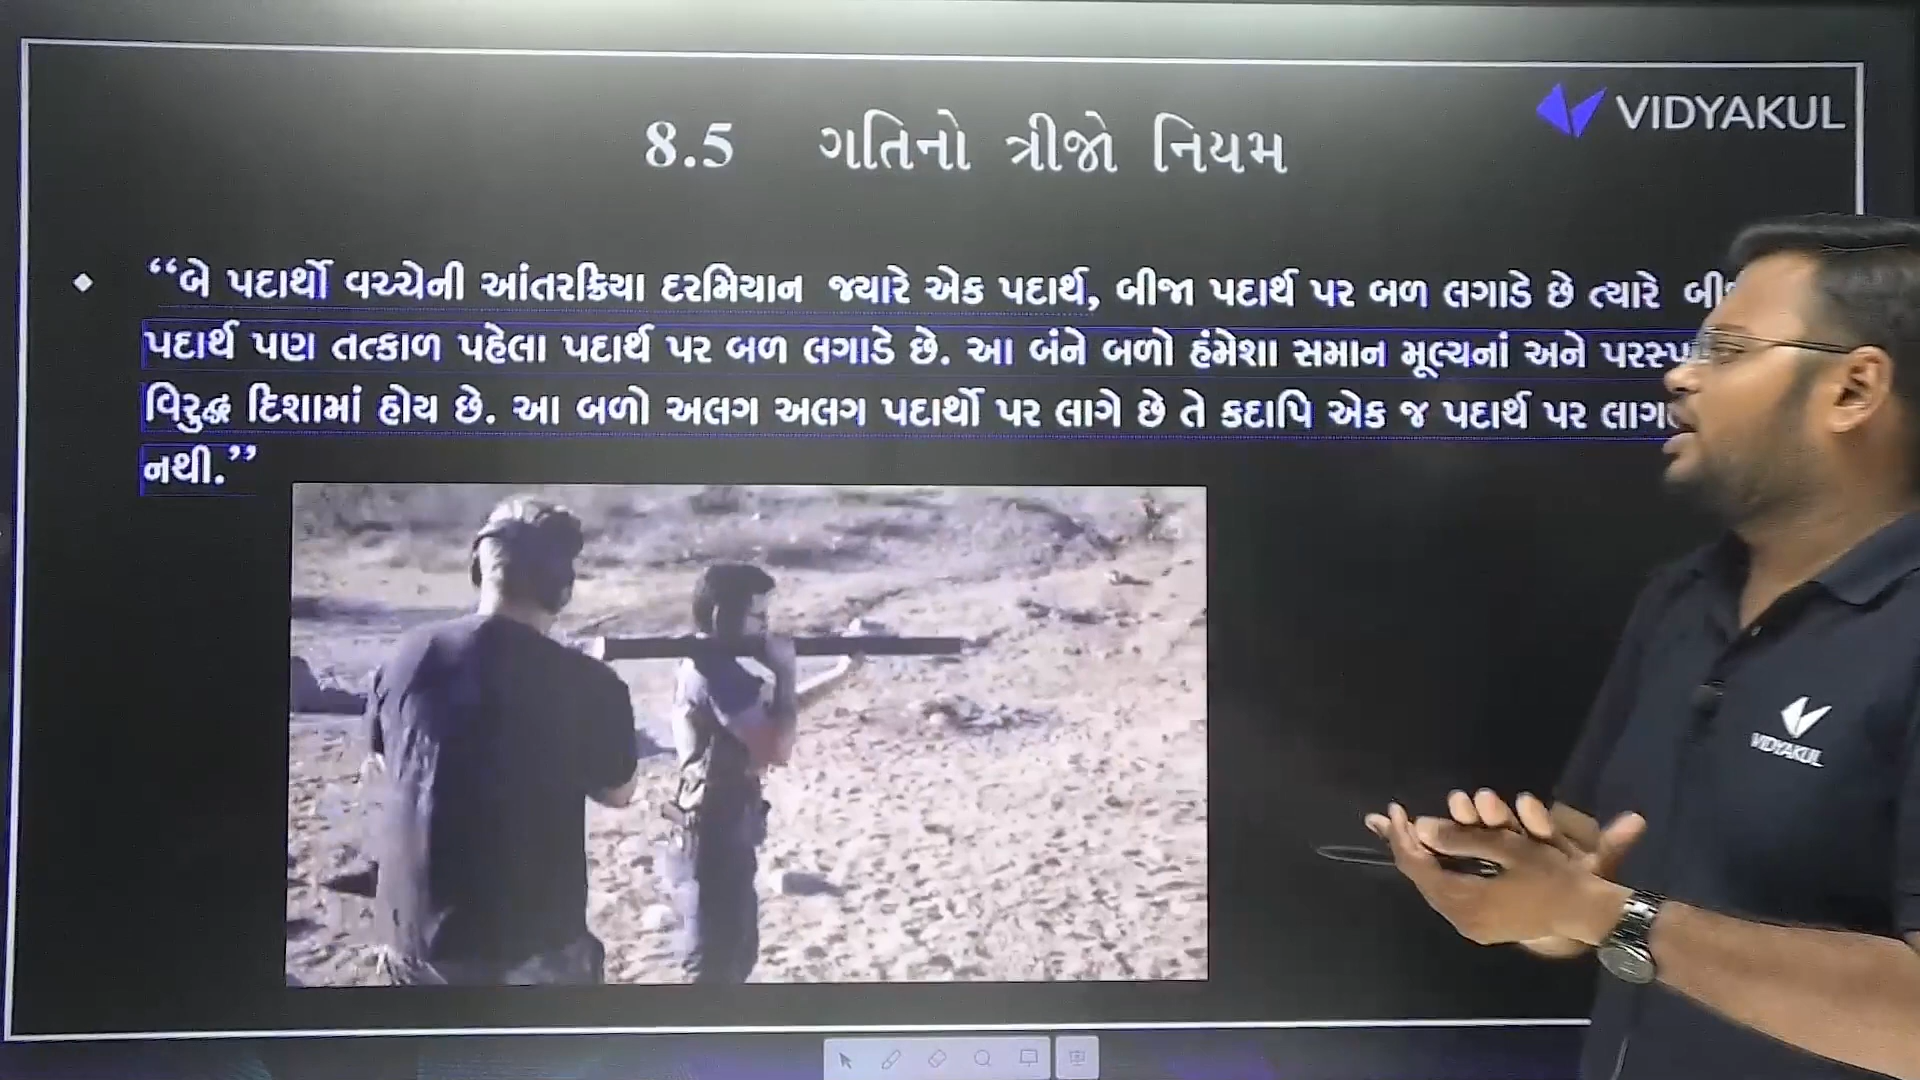 VIDYAKUL
8.5 ગતિનો ત્રીજો નિયમ
“બે પદાર્થો વચ્ચેની આંતરક્રિયા દરમિયાન જ્યારે એક પદાર્થ, બીજા પદાર્થ પર બળ લગાડે છે ત્યારે
પદાર્થ પણ તત્કાળ પહેલા પદાર્થ પર બળ લગાડે છે. આ બંને બળો હંમેશા સમાન મૂલ્યનાં અને
વિરુદ્ધ દિશામાં હોય છે. આ બળો અલગ અલગ પદાર્થો પર લાગે છે તે કદાપિ એક જ પદાર્થ પર
નથી.”
VIDYAKUL